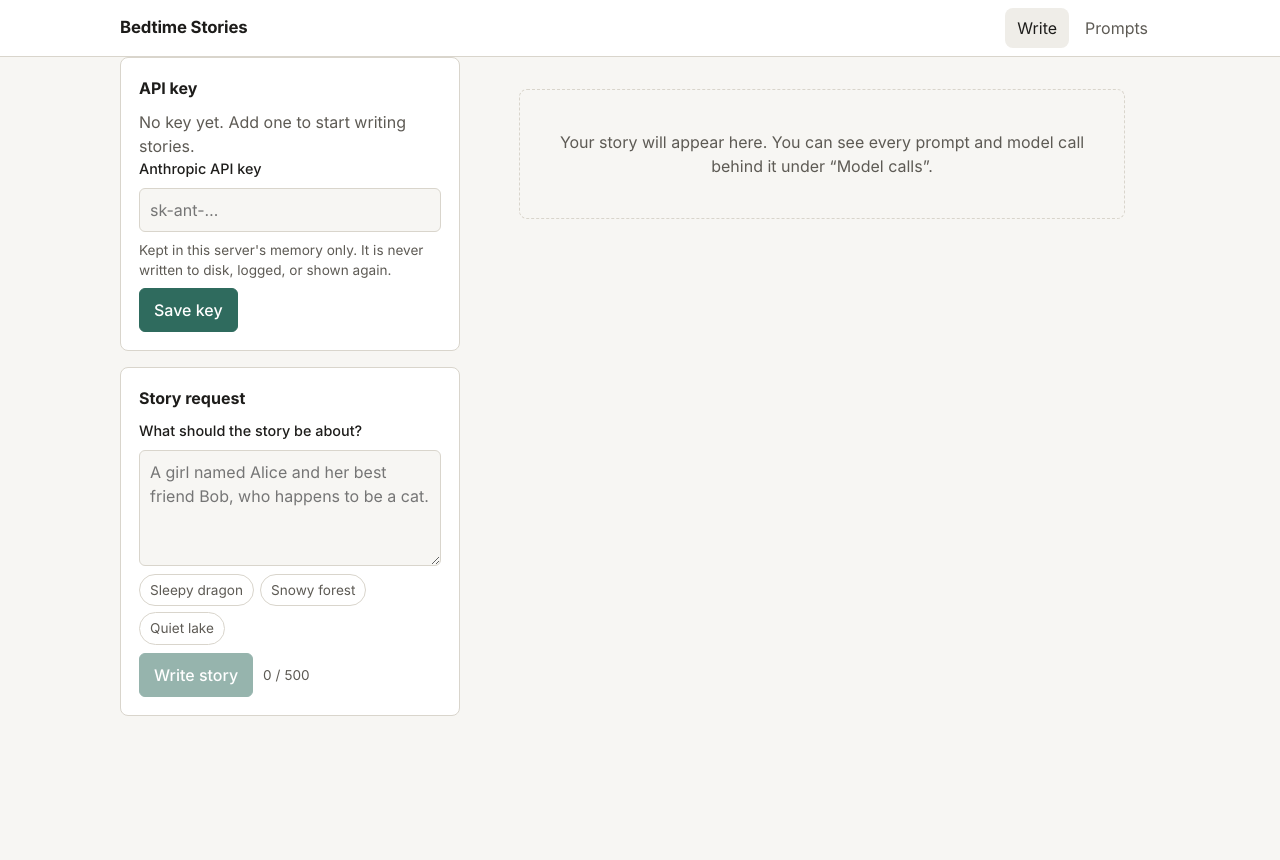 Bedtime Stories
Write
Prompts
API key
No key yet. Add one to start writing
stories.
Anthropic API key
sk-ant-...
Kept in this server's memory only. It is never
written to disk, logged, or shown again.
Save key
Story request
What should the story be about?
A girl named Alice and her best
friend Bob, who happens to be a cat.
Sleepy dragon
Snowy forest
Quiet lake
Write story
0 / 500
Your story will appear here. You can see every prompt and model call
behind it under “Model calls”.